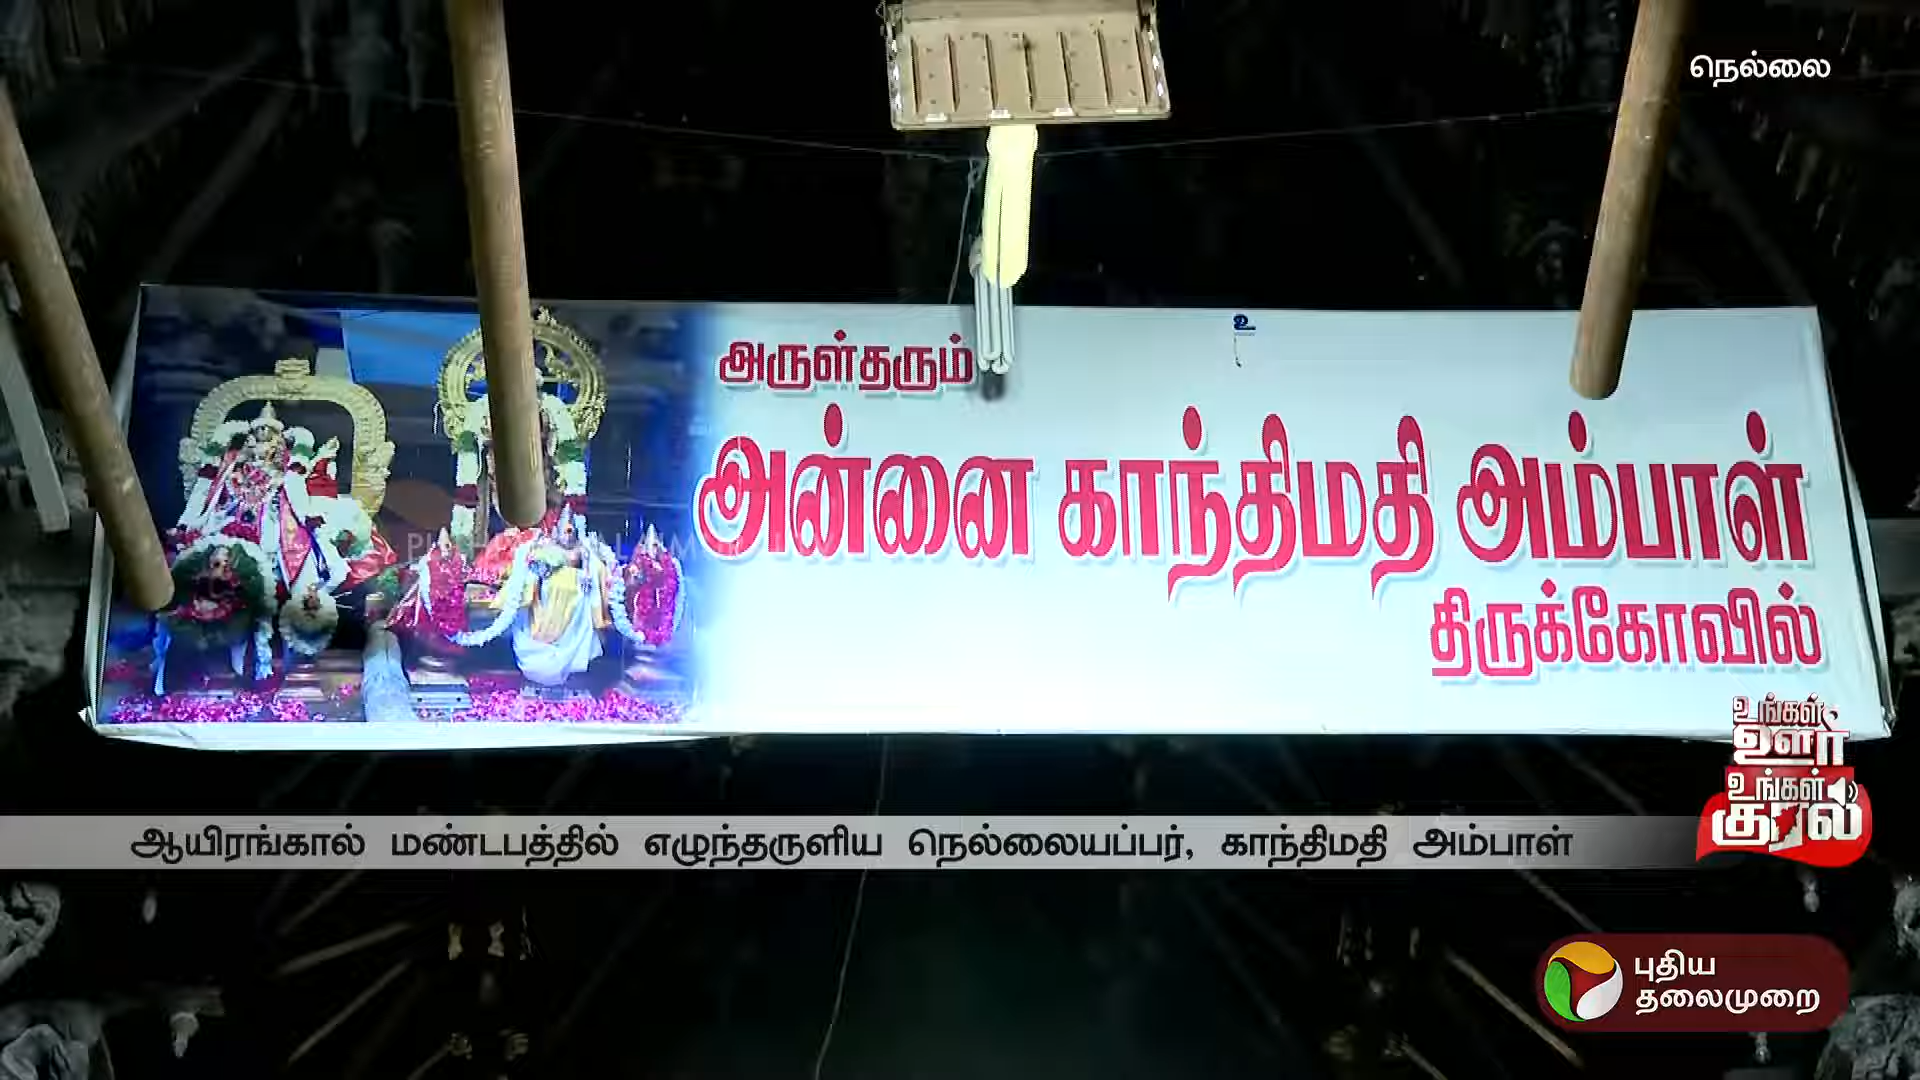 நெல்லை
உ
அருள்தரும்
அன்னை காந்திமதி அம்பாள்
திருக்கோவில்
உங்கள்
ஊர்
உங்கள்
குரல்
ஆயிரங்கால் மண்டபத்தில் எழுந்தருளிய நெல்லையப்பர், காந்திமதி அம்பாள்
புதிய
தலைமுறை